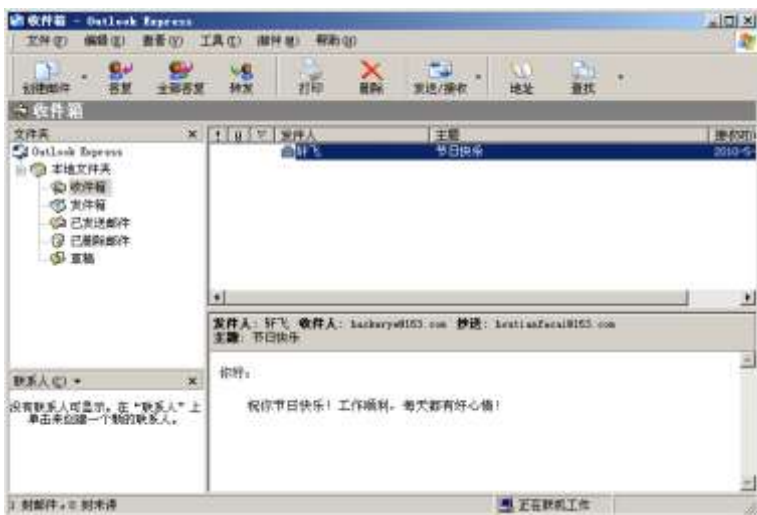 收件箱 - Outlook Express
文件(F) 编辑(E) 查看(V) 工具(T) 邮件(M) 帮助(H)
创建邮件 答复 全部答复 转发 打印 删除 发送/接收 地址 查找
收件箱
文件夹 ×
! 发件人 主题 接收时间
Outlook Express
轩飞 节日快乐 2010-5-
本地文件夹
收件箱
发件箱
已发送邮件
已删除邮件
草稿
发件人: 轩飞 收件人: 抄送:
主题: 节日快乐
联系人(C) ×
你好:
祝你节日快乐!工作顺利,每天都有好心情!
没有联系人可显示。在“联系人”上
单击来创建一个新的联系人。
封邮件,0 封未读 正在联机工作